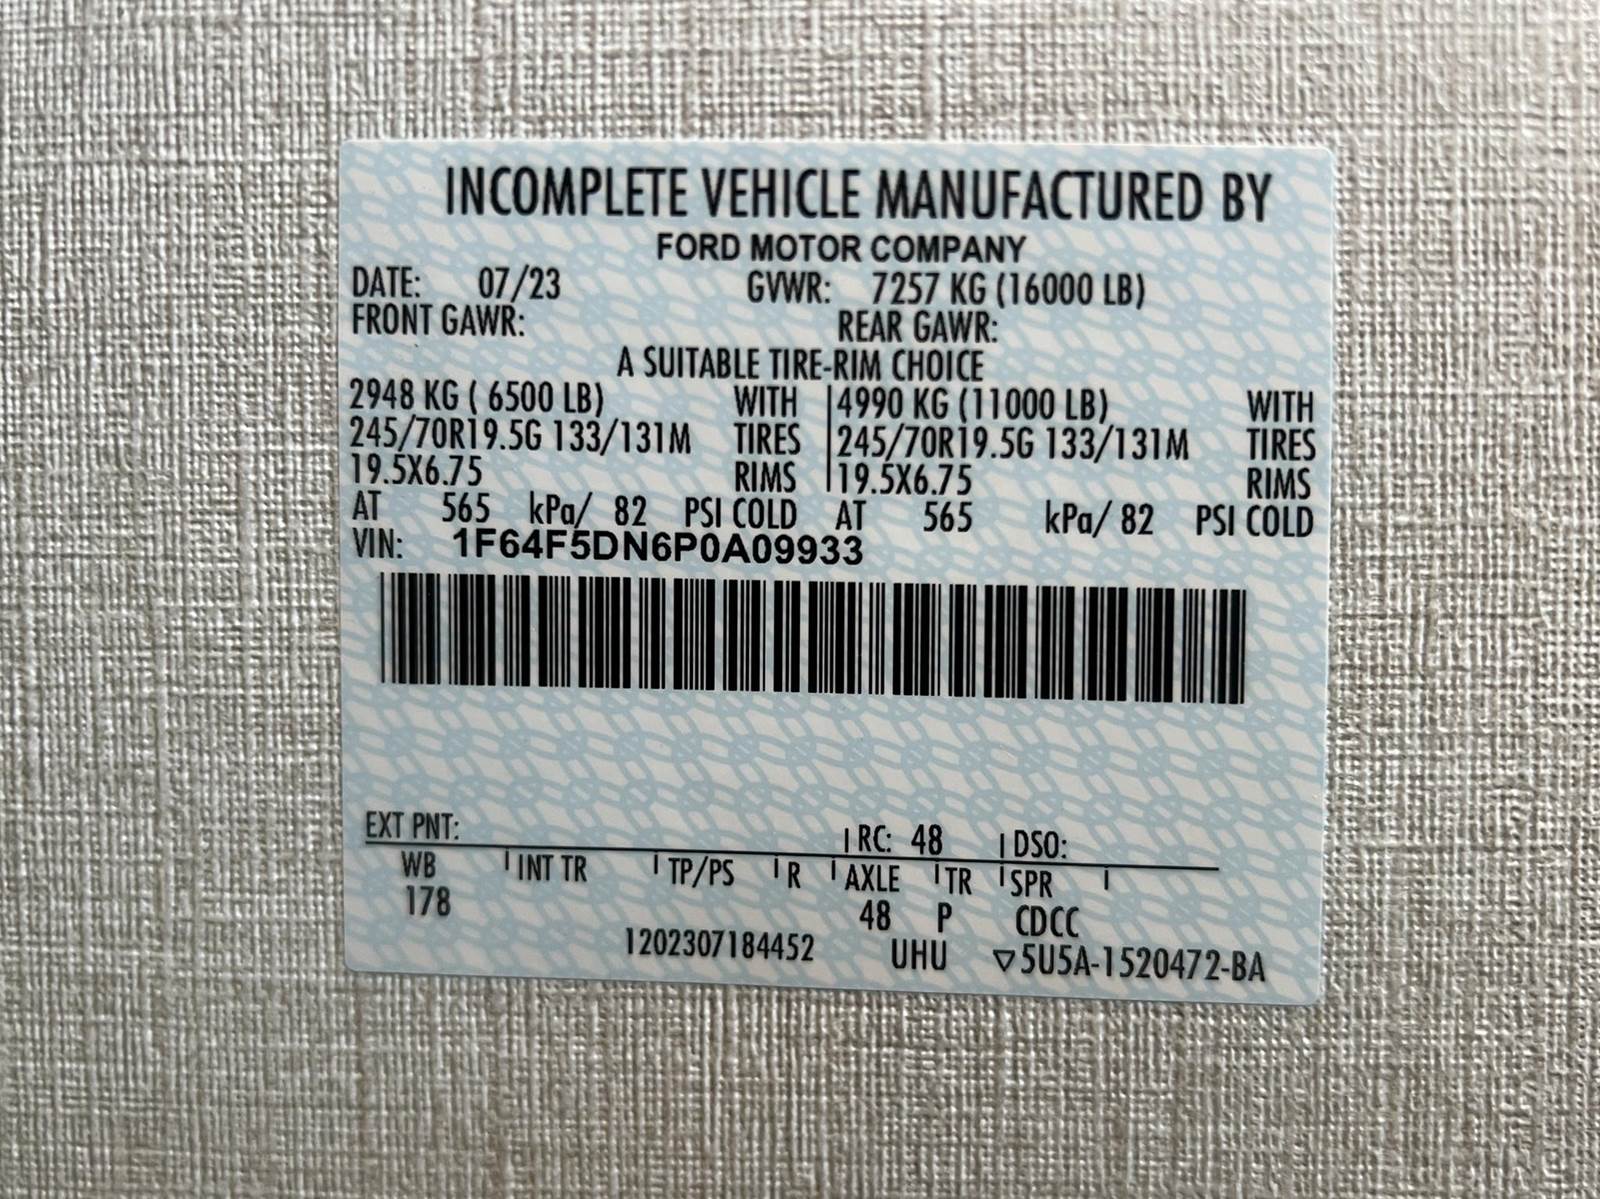 INCOMPLETE VEHICLE MANUFACTURED BY
FORD MOTOR COMPANY
DATE: 07/23 GVWR: 7257 KG (16000 LB)
FRONT GAWR: REAR GAWR:
A SUITABLE TIRE-RIM CHOICE
2948 KG ( 6500 LB) WITH 4990 KG (11000 LB) WITH
245/70R19.5G 133/131M TIRES 245/70R19.5G 133/131M TIRES
19.5X6.75 RIMS 19.5X6.75 RIMS
AT 565 kPa/ 82 PSI COLD AT 565 kPa/ 82 PSI COLD
VIN: 1F64F5DN6P0A09933
EXT PNT: RC: 48 DSO:
WB INT TR TP/PS R AXLE TR SPR
178 48 P CDCC
1202307184452 UHU ▽5U5A-1520472-BA